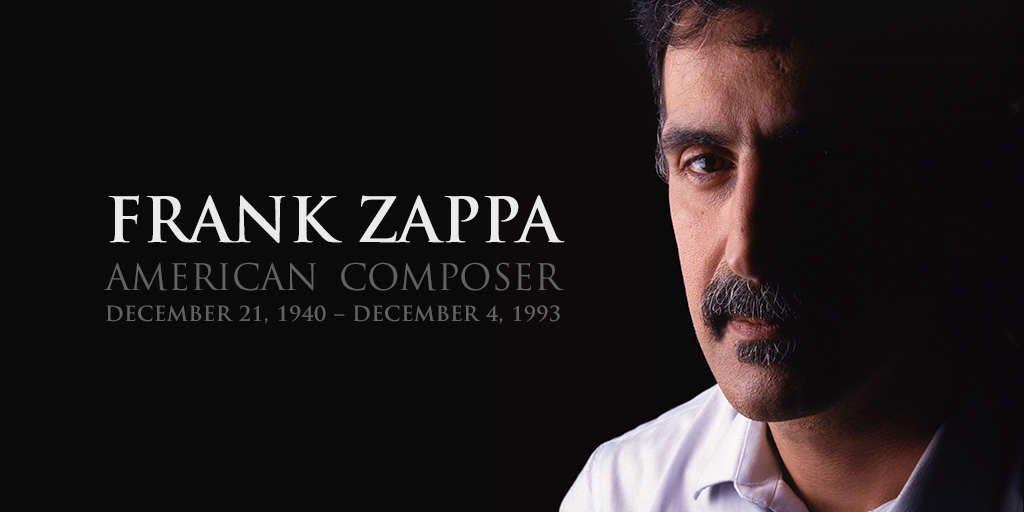 FRANK ZAPPA
AMERICAN COMPOSER
DECEMBER 21, 1940 – DECEMBER 4, 1993